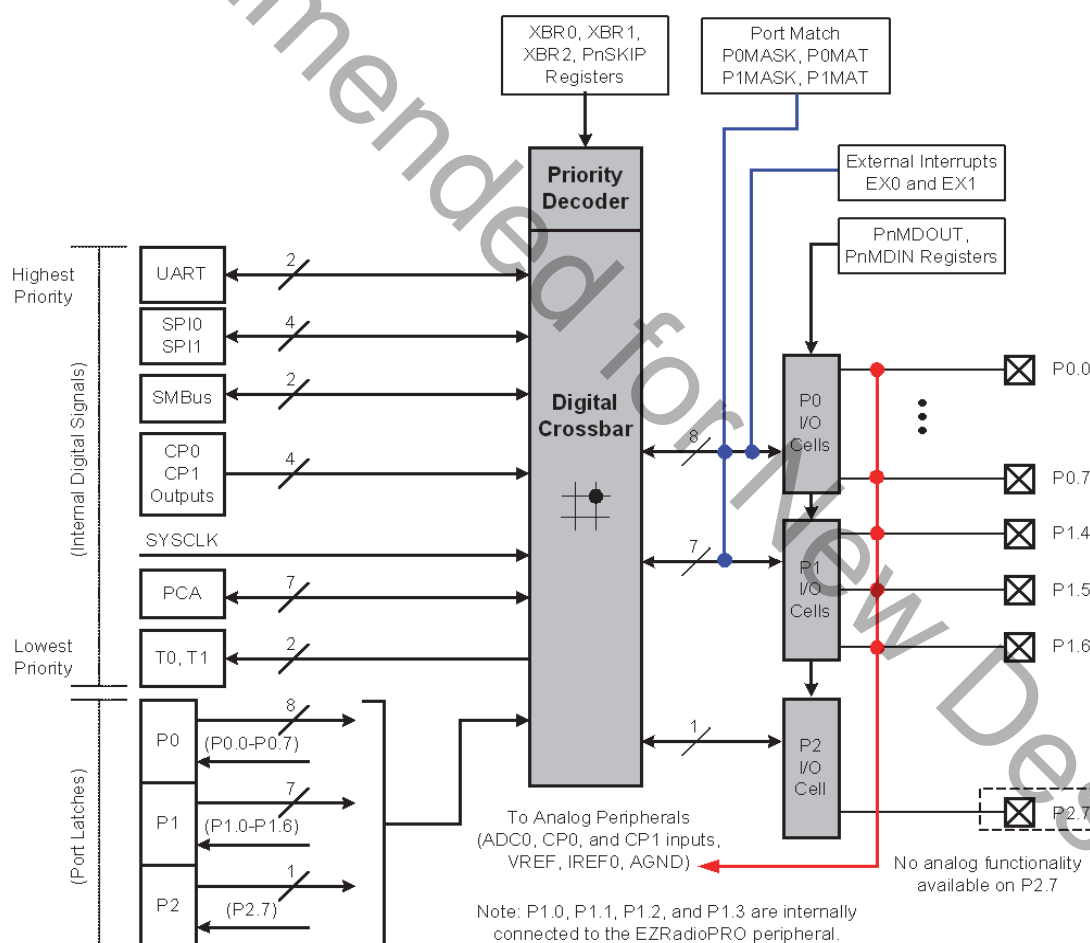 XBR0, XBR1,
XBR2, PnSKIP
Registers
Port Match
P0MASK, P0MAT
P1MASK, P1MAT
External Interrupts
EX0 and EX1
PnMDOUT,
PnMDIN Registers
Priority
Decoder
Digital
Crossbar
Highest
Priority
(Internal Digital Signals)
Lowest
Priority
UART
2
SPI0
SPI1
4
SMBus
2
CP0
CP1
Outputs
4
SYSCLK
PCA
7
T0, T1
2
(Port Latches)
P0
8
(P0.0-P0.7)
P1
7
(P1.0-P1.6)
P2
1
(P2.7)
8
P0
I/O
Cells
7
P1
I/O
Cells
1
P2
I/O
Cell
P0.0
P0.7
P1.4
P1.5
P1.6
P2.7
To Analog Peripherals
(ADC0, CP0, and CP1 inputs,
VREF, IREF0, AGND)
No analog functionality
available on P2.7
Note: P1.0, P1.1, P1.2, and P1.3 are internally
connected to the EZRadioPRO peripheral.
mmended for New Des